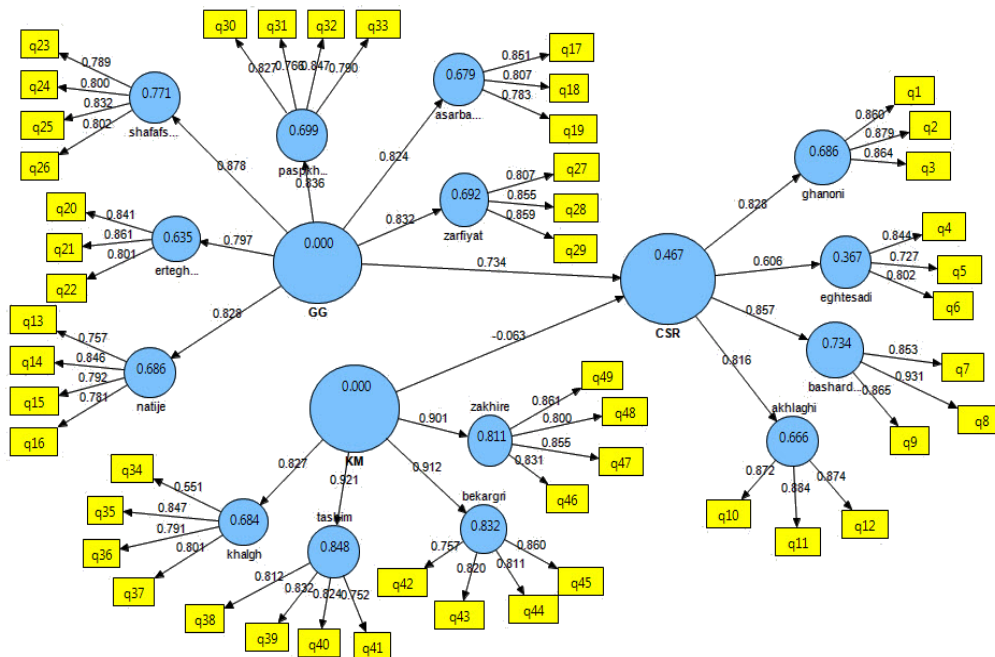 q23
q24
q25
q26
0.789
0.800
0.832
0.802
0.771
shafafs...
q30
q31
q32
q33
0.827
0.766
0.847
0.790
0.699
paspkh...
0.836
0.878
q17
q18
q19
0.851
0.807
0.783
0.679
asarba...
0.824
q27
q28
q29
0.807
0.855
0.859
0.692
zarfiyat
0.832
q20
q21
q22
0.841
0.861
0.801
0.635
ertegh...
0.797
0.000
GG
0.734
q13
q14
q15
q16
0.757
0.846
0.792
0.781
0.686
natije
0.828
0.467
CSR
q1
q2
q3
0.860
0.879
0.864
0.686
ghanoni
0.828
q4
q5
q6
0.844
0.727
0.802
0.367
eghtesadi
0.606
q7
q8
q9
0.853
0.931
0.865
0.734
bashard...
0.857
akhlaghi
0.666
0.816
q10
q11
q12
0.872
0.884
0.874
-0.063
0.000
KM
zakhire
0.811
0.901
q49
q48
q47
q46
0.861
0.800
0.855
0.831
bekargri
0.832
0.912
q42
q43
q44
q45
0.757
0.820
0.811
0.860
tashim
0.848
0.921
q38
q39
q40
q41
0.812
0.832
0.824
0.752
0.827
0.684
khalgh
q34
q35
q36
q37
0.551
0.847
0.791
0.801